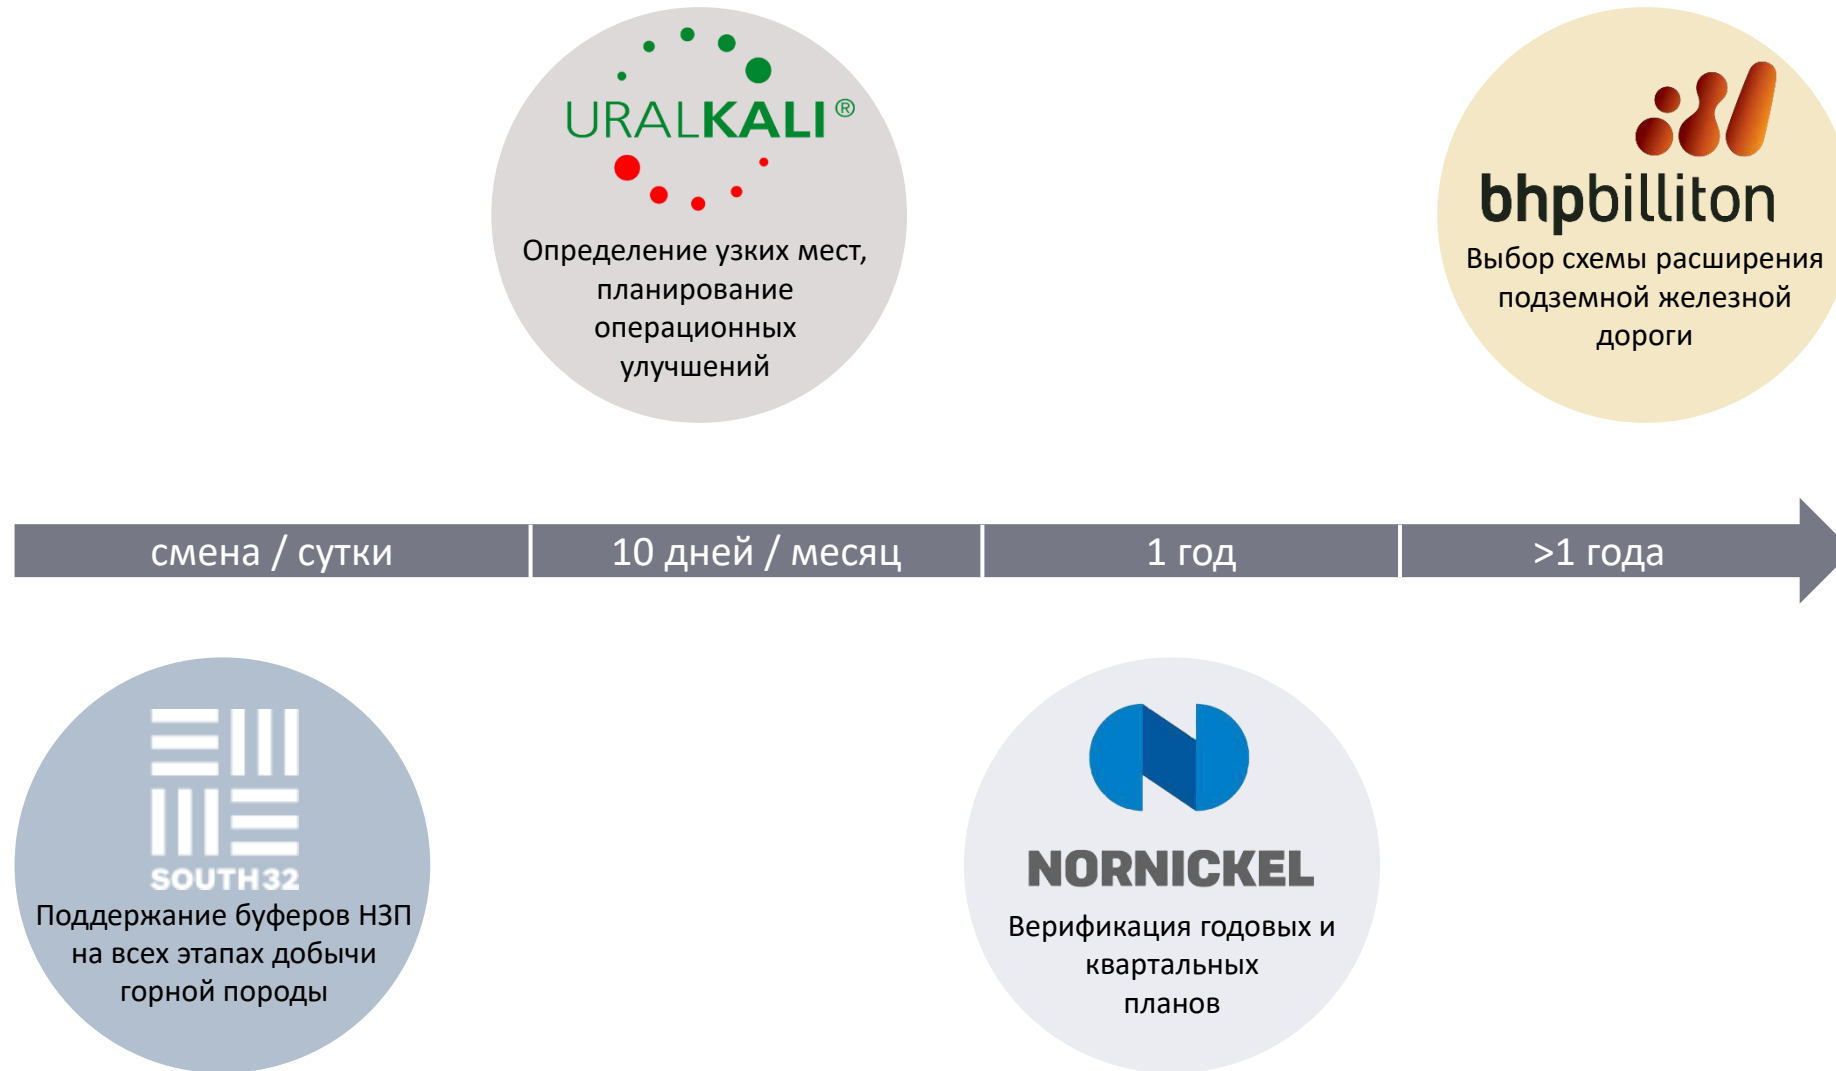 URALKALI®
Определение узких мест,
планирование
операционных
улучшений
bhpbilliton
Выбор схемы расширения
подземной железной
дороги
смена / сутки
10 дней / месяц
1 год
>1 года
SOUTH32
Поддержание буферов НЗП
на всех этапах добычи
горной породы
NORNICKEL
Верификация годовых и
квартальных
планов